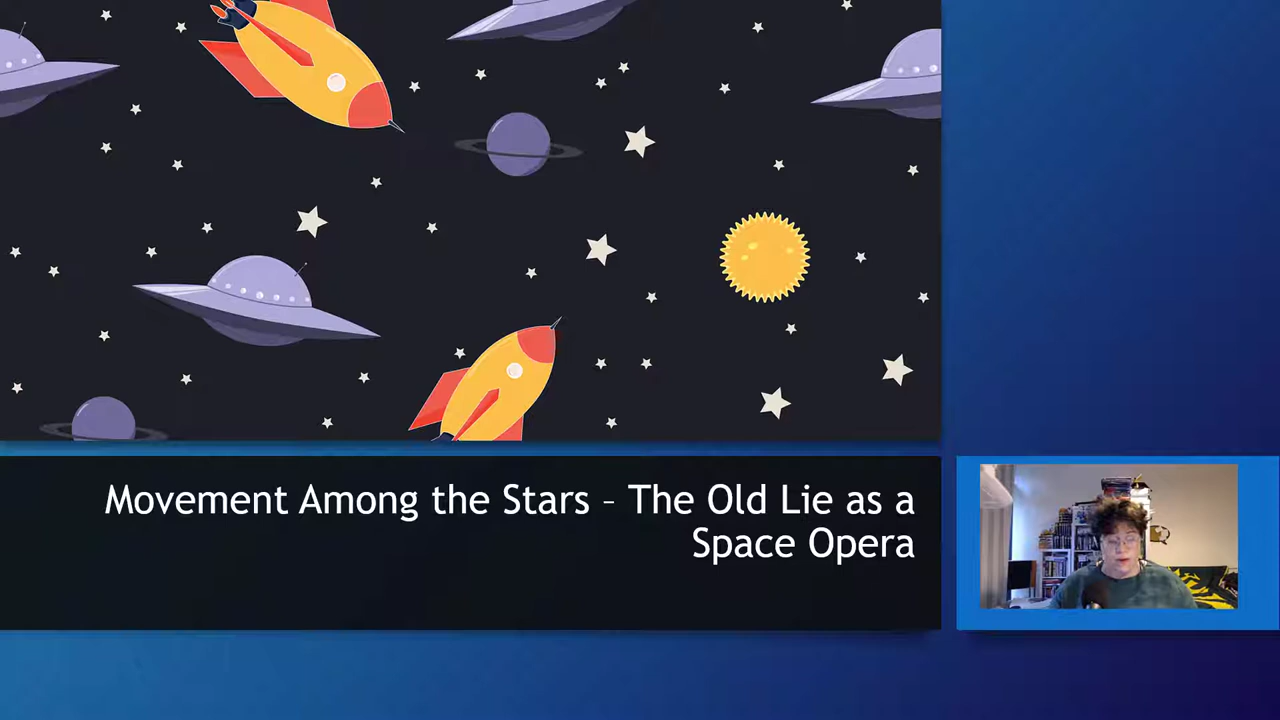 Movement Among the Stars – The Old Lie as a
Space Opera